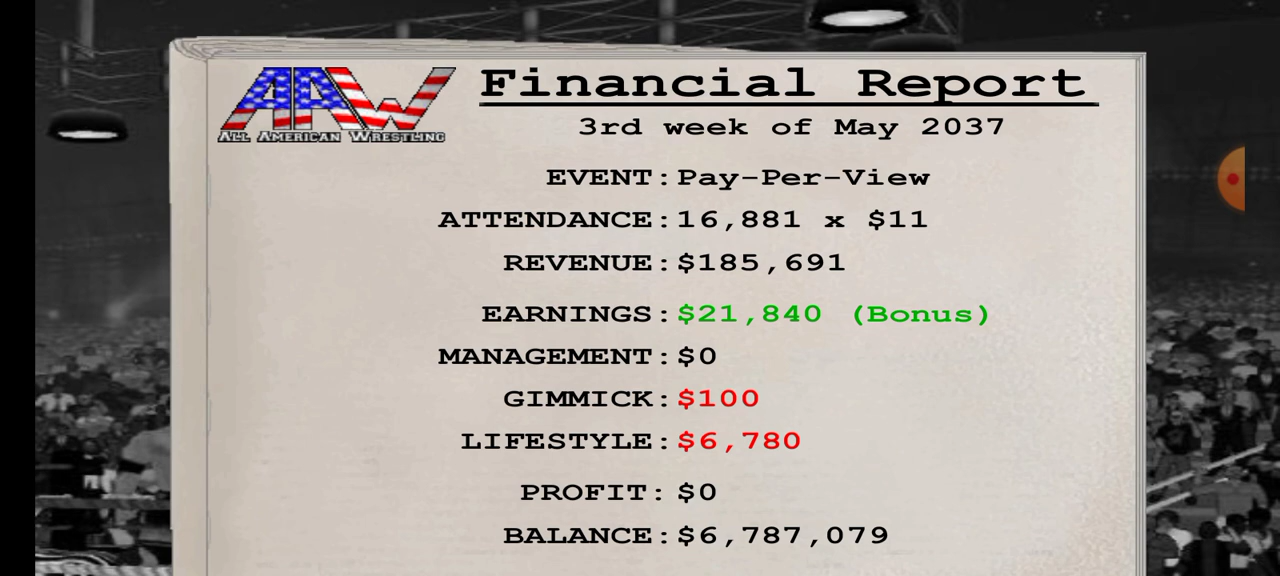 AAW
ALL AMERICAN WRESTLING
Financial Report
3rd week of May 2037
EVENT: Pay-Per-View
ATTENDANCE: 16,881 x $11
REVENUE: $185,691
EARNINGS: $21,840 (Bonus)
MANAGEMENT: $0
GIMMICK: $100
LIFESTYLE: $6,780
PROFIT: $0
BALANCE: $6,787,079